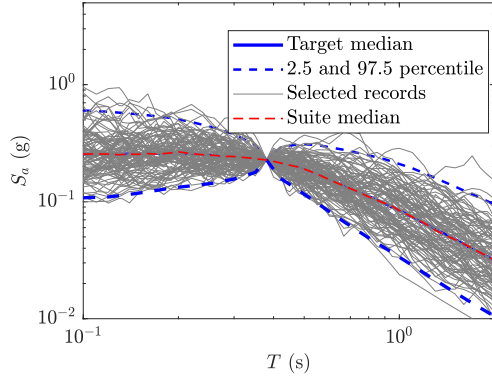 Target median
2.5 and 97.5 percentile
Selected records
Suite median
10^0
10^{-1}
10^{-2}
S_a (g)
10^{-1}
10^0
T (s)